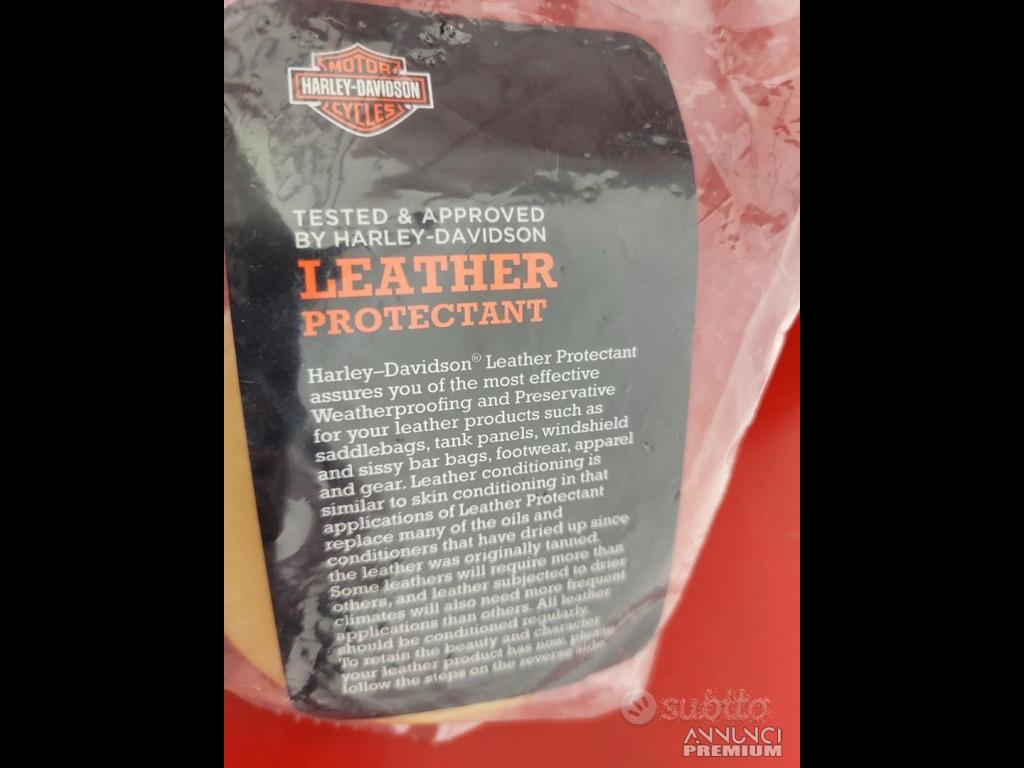 MOTOR
HARLEY-DAVIDSON
CYCLES
TESTED & APPROVED
BY HARLEY-DAVIDSON
LEATHER
PROTECTANT
Harley–Davidson® Leather Protectant
assures you of the most effective
Weatherproofing and Preservative
for your leather products such as
saddlebags, tank panels, windshield
and sissy bar bags, footwear, apparel
and gear. Leather conditioning is
similar to skin conditioning in that
applications of Leather Protectant
replace many of the oils and
conditioners that have dried up since
the leather was originally tanned.
Some leathers will require more than
others, and leather subjected to drier
climates will also need more frequent
applications than others. All leather
should be conditioned regularly.
To retain the beauty and character
your leather product has now, please
follow the steps on the reverse side.
subito
ANNUNCI
PREMIUM